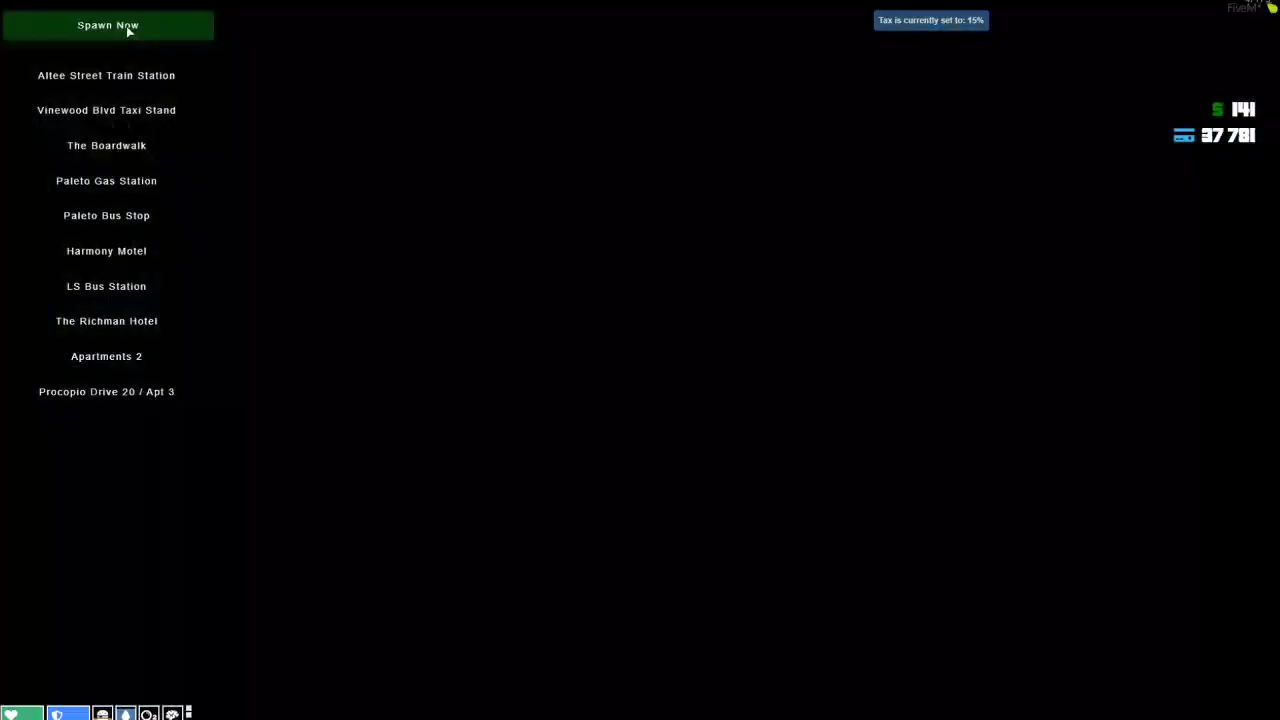 Spawn Now
Altee Street Train Station
Vinewood Blvd Taxi Stand
The Boardwalk
Paleto Gas Station
Paleto Bus Stop
Harmony Motel
LS Bus Station
The Richman Hotel
Apartments 2
Procopio Drive 20 / Apt 3
Tax is currently set to: 15%
FiveM*
$ 141
37 781
O2